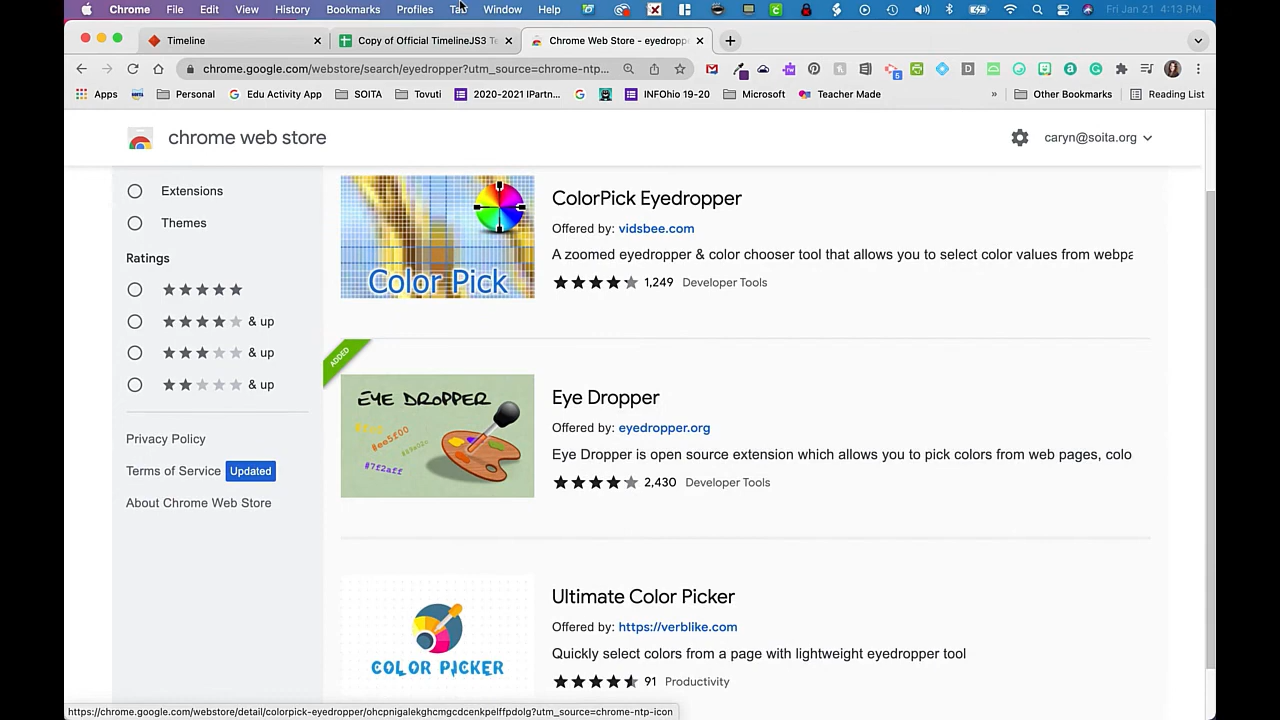 Chrome File Edit View History Bookmarks Profiles Window Help Fri Jan 21 4:13 PM
Timeline Copy of Official TimelineJS3 Te Chrome Web Store - eyedroppe
chrome.google.com/webstore/search/eyedropper?utm_source=chrome-ntp...
Apps Personal Edu Activity App SOITA Tovuti 2020-2021 IPartn... INFOhio 19-20 Microsoft Teacher Made » Other Bookmarks Reading List
chrome web store
caryn@soita.org
Extensions
Themes
Ratings
& up
& up
& up
Privacy Policy
Terms of Service Updated
About Chrome Web Store
Color Pick
ColorPick Eyedropper
Offered by: vidsbee.com
A zoomed eyedropper & color chooser tool that allows you to select color values from webpa
1,249 Developer Tools
ADDED
EYE DROPPER
#ee5f00
#7f2aff
Eye Dropper
Offered by: eyedropper.org
Eye Dropper is open source extension which allows you to pick colors from web pages, colo
2,430 Developer Tools
COLOR PICKER
Ultimate Color Picker
Offered by: https://verblike.com
Quickly select colors from a page with lightweight eyedropper tool
91 Productivity
https://chrome.google.com/webstore/detail/colorpick-eyedropper/ohcpnigalekghcmgcdcenkpelffpdolg?utm_source=chrome-ntp-icon